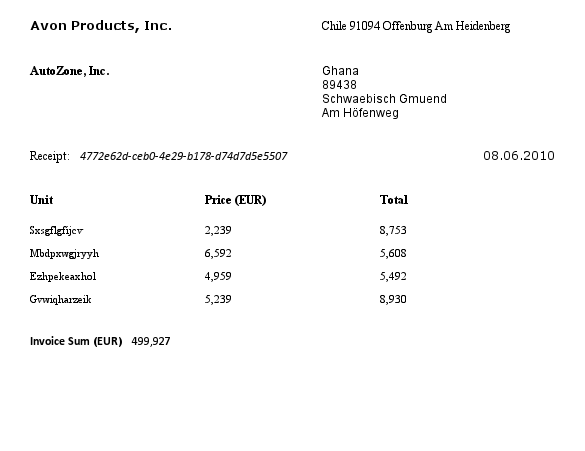 Avon Products, Inc. Chile 91094 Offenburg Am Heidenberg
AutoZone, Inc. Ghana
89438
Schwaebisch Gmuend
Am Höfenweg
Receipt: 4772e62d-ceb0-4e29-b178-d74d7d5e5507 08.06.2010
Unit Price (EUR) Total
Sxsgflgfijcv 2,239 8,753
Mbdpxwgjryyh 6,592 5,608
Ezhpekeaxhol 4,959 5,492
Gvwiqharzeik 5,239 8,930
Invoice Sum (EUR) 499,927